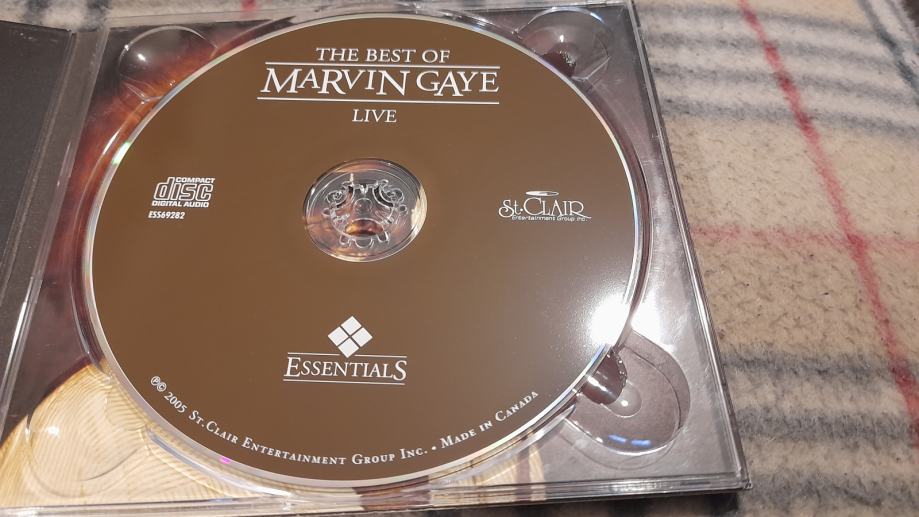 THE BEST OF
MARVIN GAYE
LIVE
COMPACT
disc
DIGITAL AUDIO
ESS69282
St.CLAIR
Entertainment Group Inc.
ESSENTIALS
℗© 2005 ST.CLAIR ENTERTAINMENT GROUP INC. • MADE IN CANADA